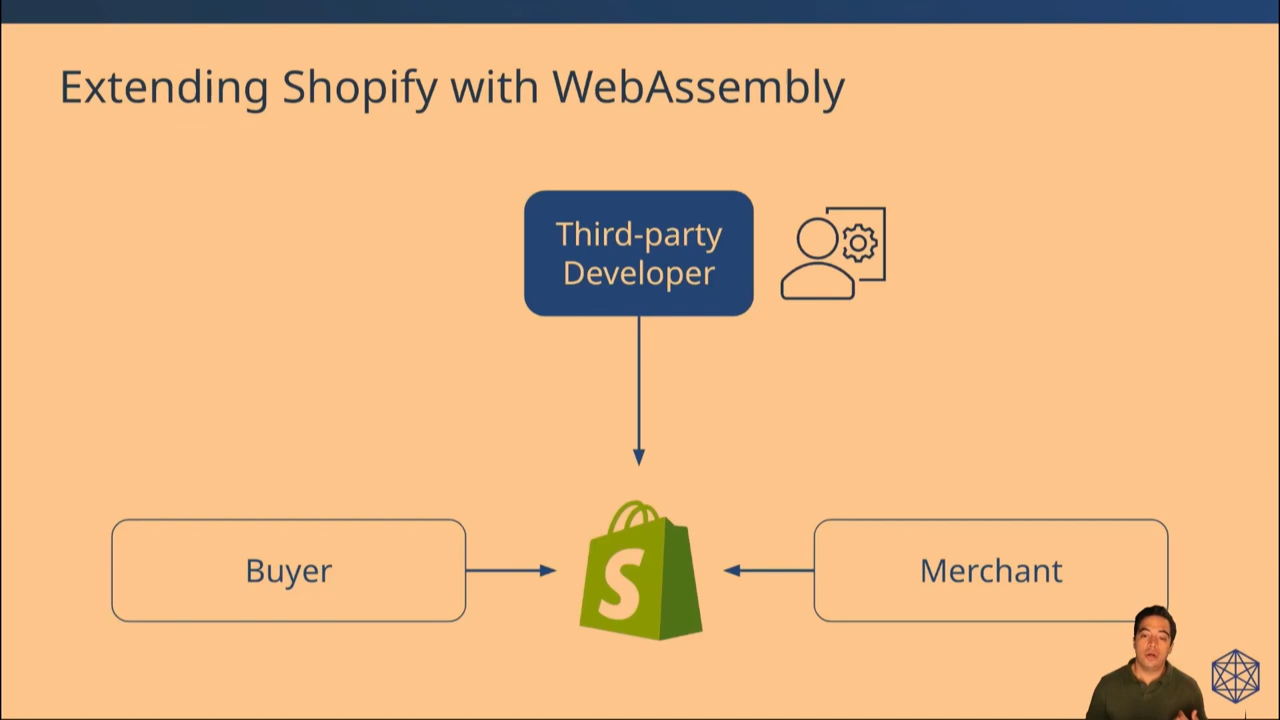 Extending Shopify with WebAssembly
Third-party
Developer
Buyer
S
Merchant